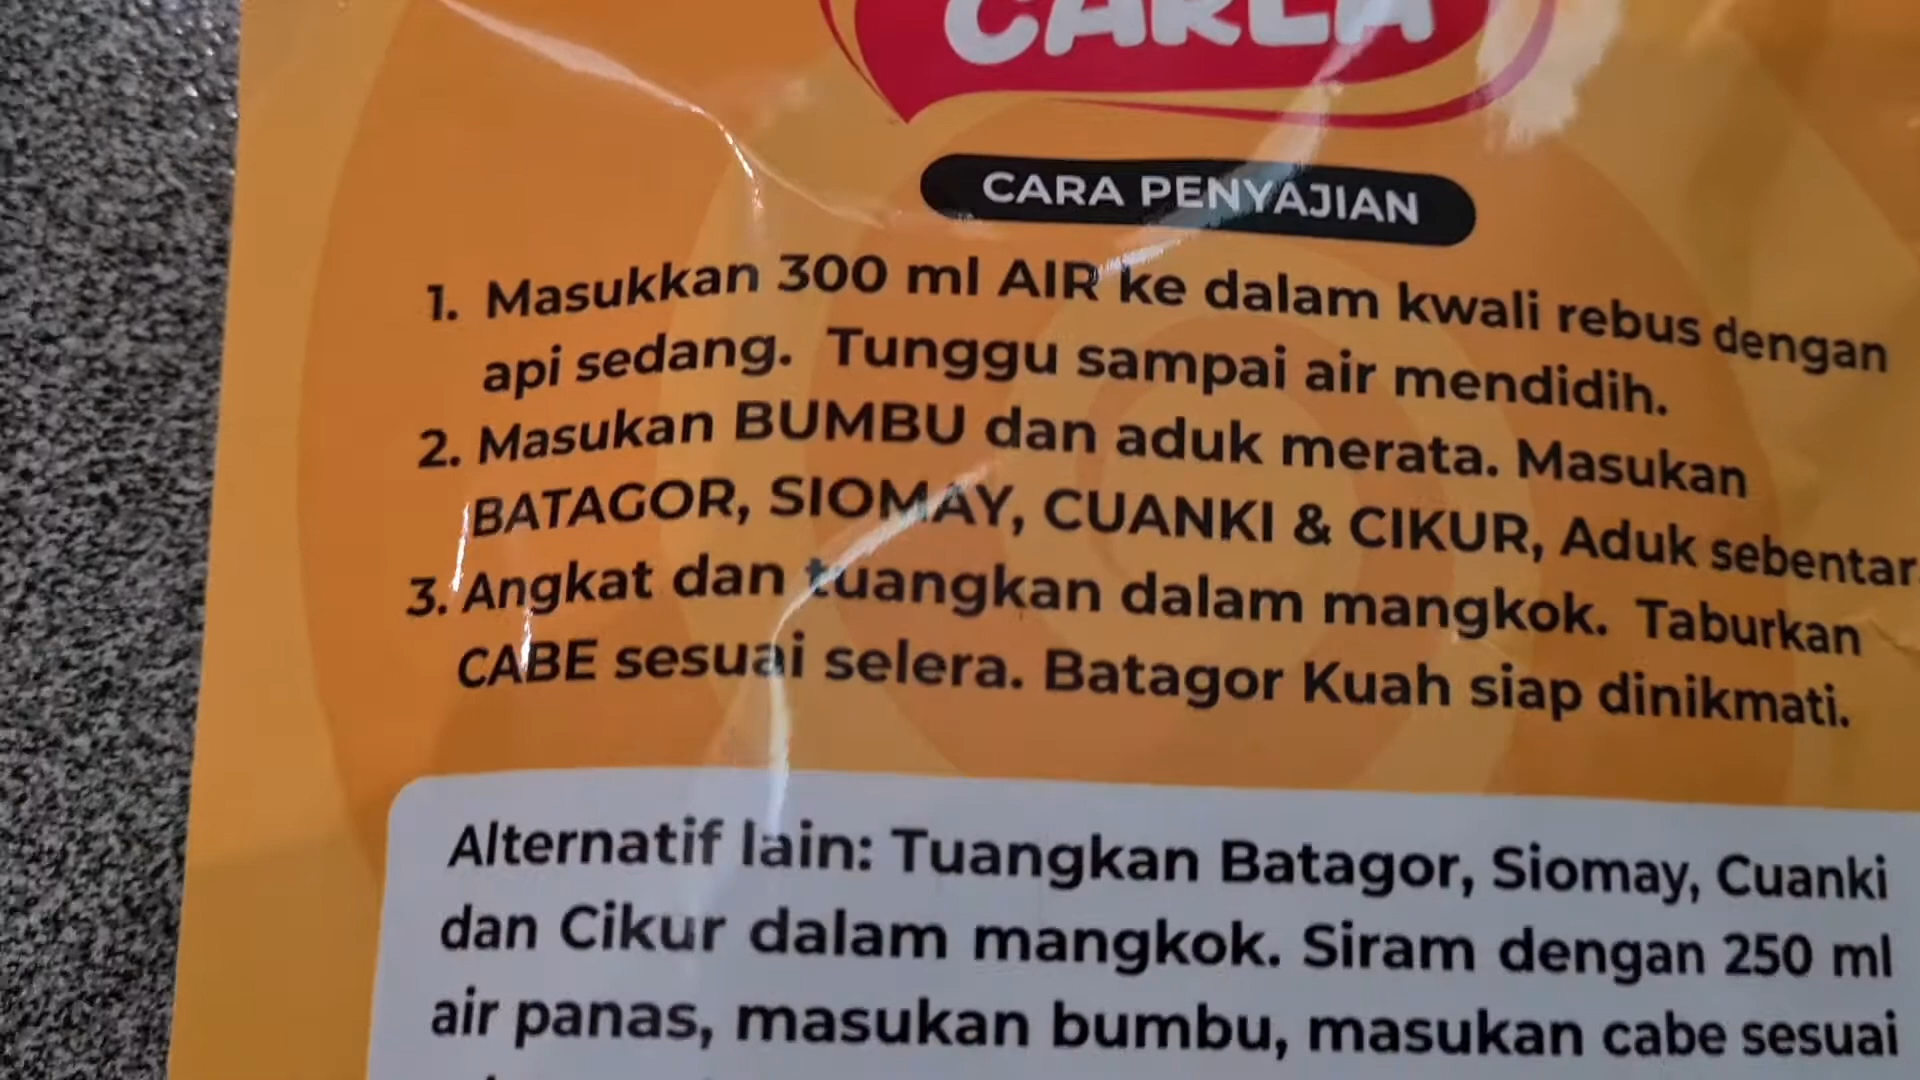 CARLA
CARA PENYAJIAN
1. Masukkan 300 ml AIR ke dalam kwali rebus dengan
api sedang. Tunggu sampai air mendidih.
2. Masukan BUMBU dan aduk merata. Masukan
BATAGOR, SIOMAY, CUANKI & CIKUR, Aduk sebentar
3. Angkat dan tuangkan dalam mangkok. Taburkan
CABE sesuai selera. Batagor Kuah siap dinikmati.
Alternatif lain: Tuangkan Batagor, Siomay, Cuanki
dan Cikur dalam mangkok. Siram dengan 250 ml
air panas, masukan bumbu, masukan cabe sesuai